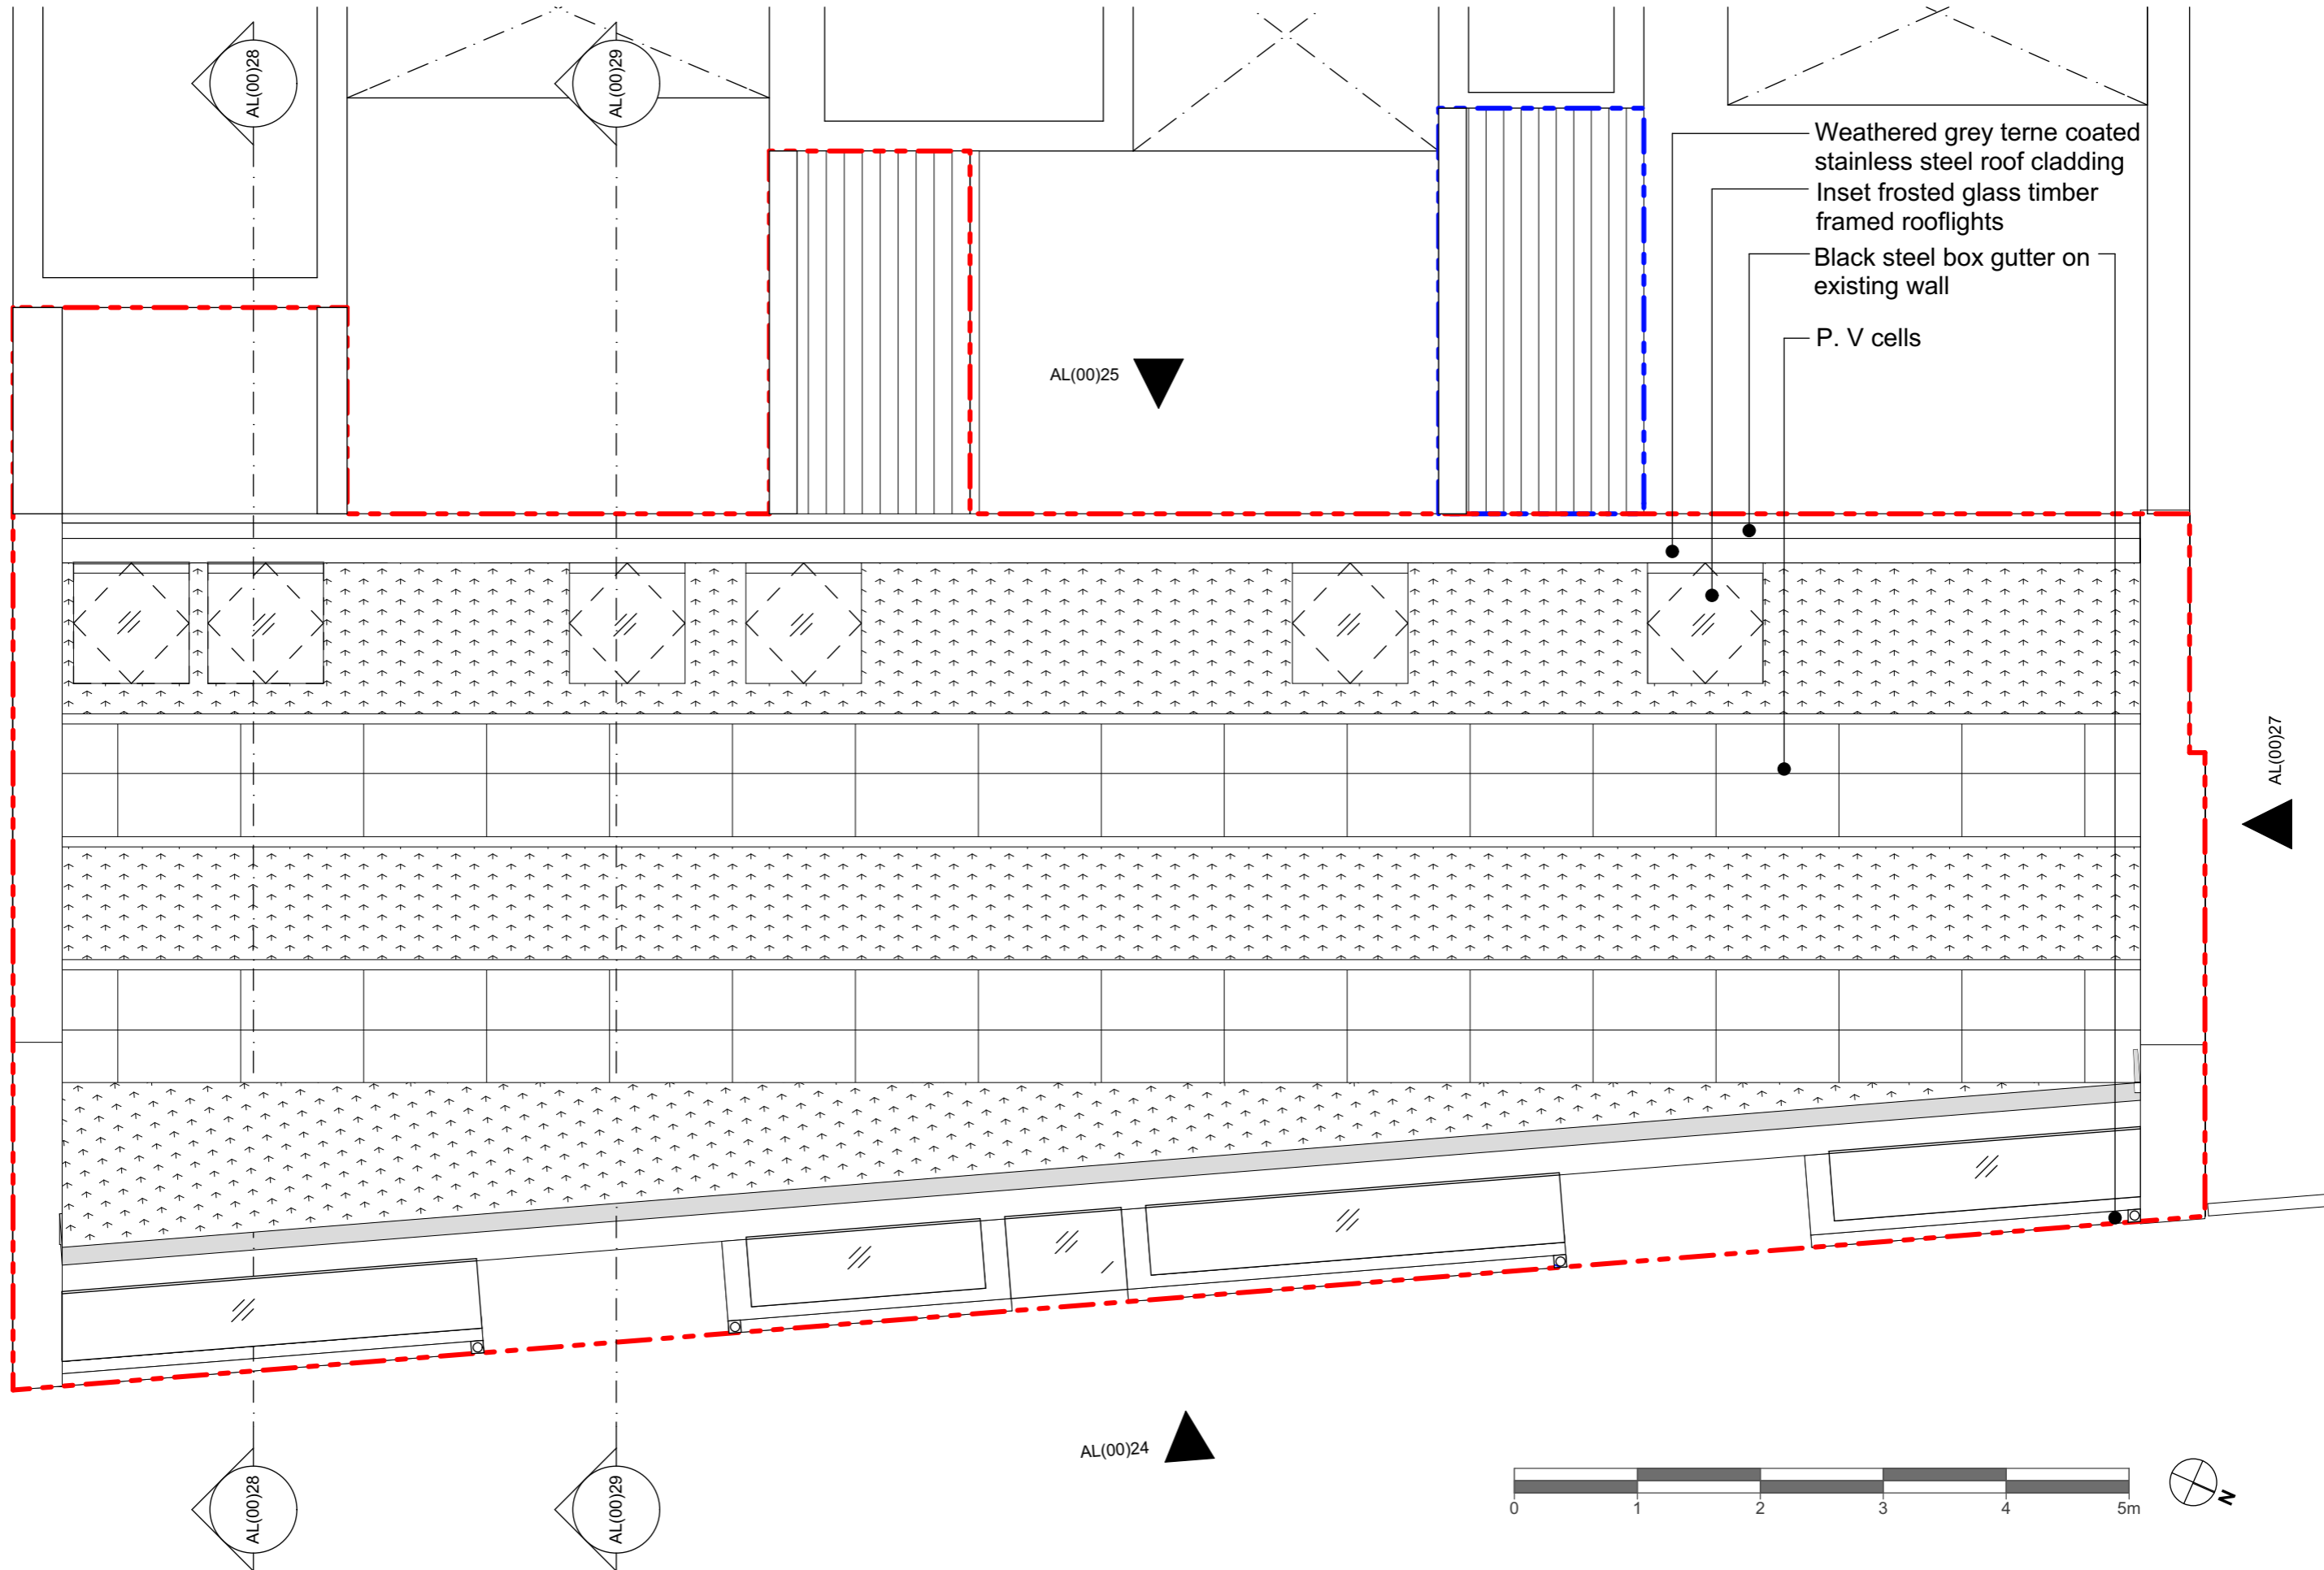 AL(00)28
AL(00)29
Weathered grey terne coated
stainless steel roof cladding
Inset frosted glass timber
framed rooflights
Black steel box gutter on
existing wall
P. V cells
AL(00)25
AL(00)27
AL(00)24
AL(00)28
AL(00)29
0 1 2 3 4 5m
N